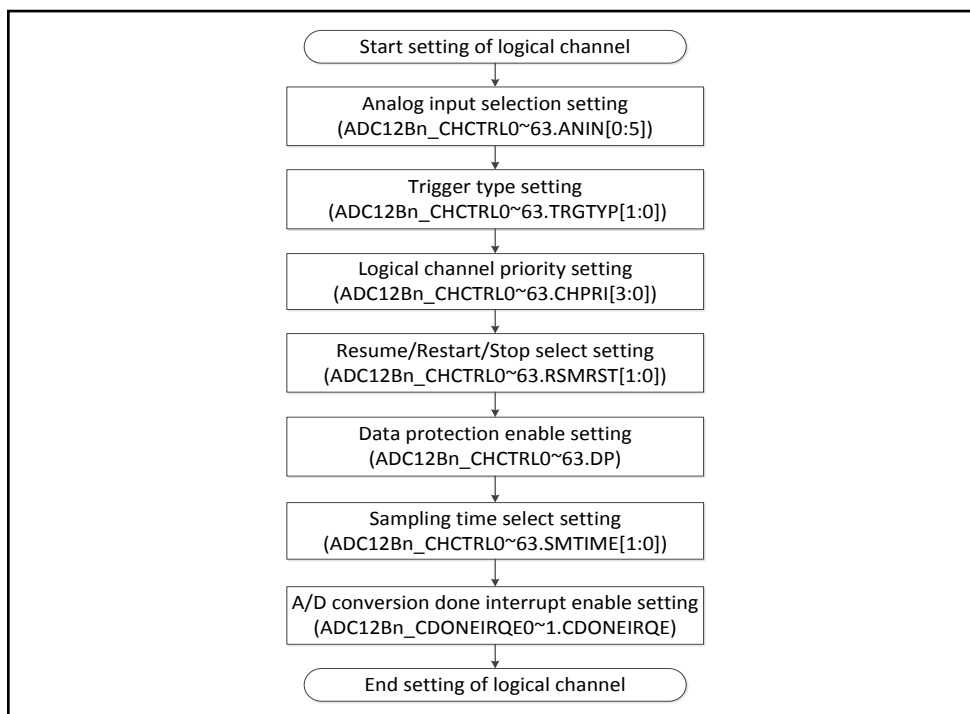 Start setting of logical channel
Analog input selection setting
(ADC12Bn_CHCTRL0~63.ANIN[0:5])
Trigger type setting
(ADC12Bn_CHCTRL0~63.TRGTYP[1:0])
Logical channel priority setting
(ADC12Bn_CHCTRL0~63.CHPRI[3:0])
Resume/Restart/Stop select setting
(ADC12Bn_CHCTRL0~63.RSMRST[1:0])
Data protection enable setting
(ADC12Bn_CHCTRL0~63.DP)
Sampling time select setting
(ADC12Bn_CHCTRL0~63.SMTIME[1:0])
A/D conversion done interrupt enable setting
(ADC12Bn_CDONEIRQE0~1.CDONEIRQE)
End setting of logical channel